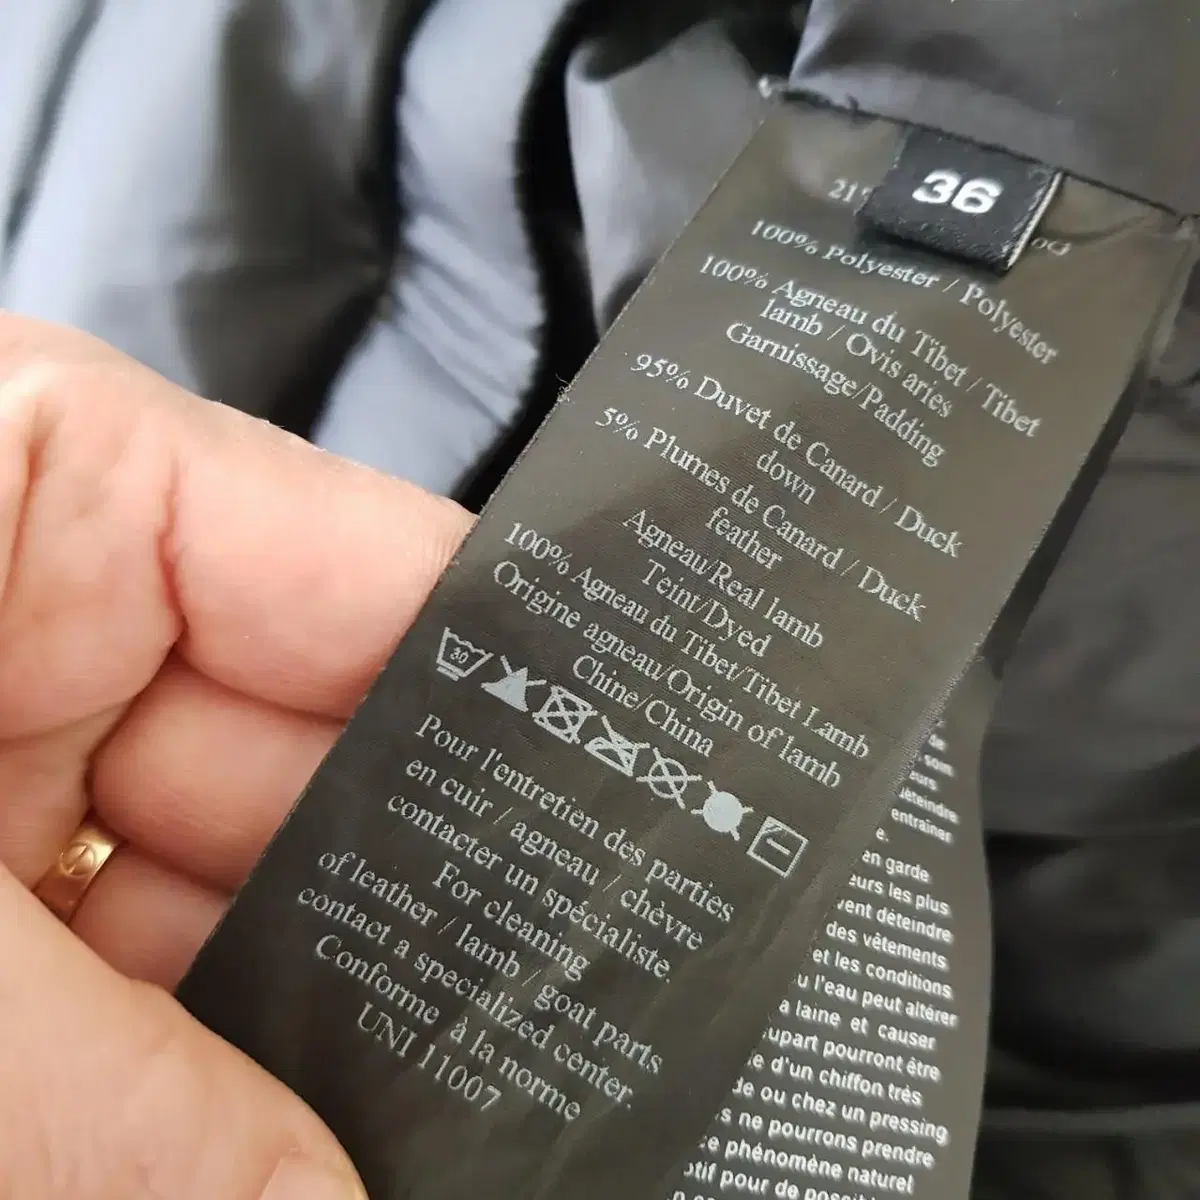 36
100% Polyester / Polyester
100% Agneau du Tibet / Tibet
lamb / Ovis aries
Garnissage/Padding
95% Duvet de Canard / Duck
down
5% Plumes de Canard / Duck
feather
Agneau/Real lamb
Teint/Dyed
100% Agneau du Tibet/Tibet Lamb
Origine agneau/Origin of lamb
Chine/China
30
Pour l'entretien des parties
en cuir / agneau / chèvre
contacter un spécialiste.
For cleaning
of leather / lamb / goat parts
contact a specialized center.
Conforme à la norme
UNI 11007
en garde
les plus
déteindre
des vêtements
et les conditions
l'eau peut altérer
laine et causer
pourront être
d'un chiffon très
ou chez un pressing
ne pourrons prendre
phénomène naturel
pour de